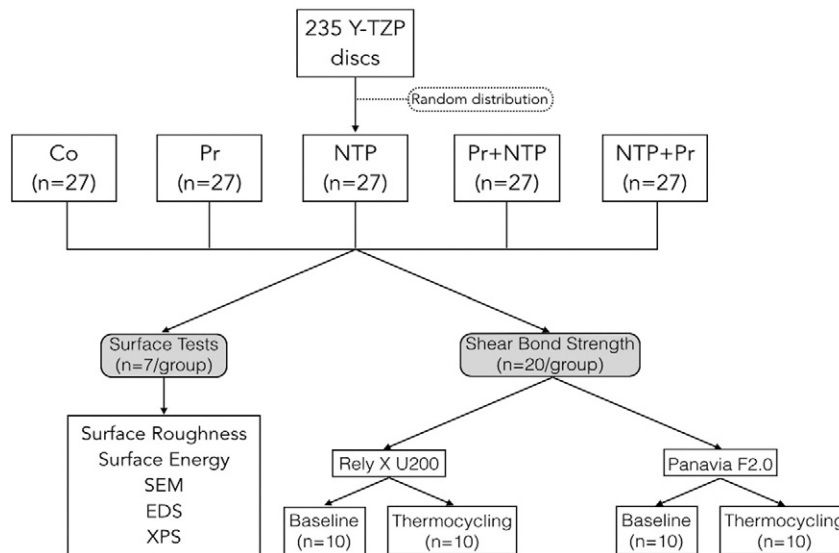 235 Y-TZP
discs
Random distribution
Co
(n=27)
Pr
(n=27)
NTP
(n=27)
Pr+NTP
(n=27)
NTP+Pr
(n=27)
Surface Tests
(n=7/group)
Shear Bond Strength
(n=20/group)
Surface Roughness
Surface Energy
SEM
EDS
XPS
Rely X U200
Panavia F2.0
Baseline
(n=10)
Thermocycling
(n=10)
Baseline
(n=10)
Thermocycling
(n=10)